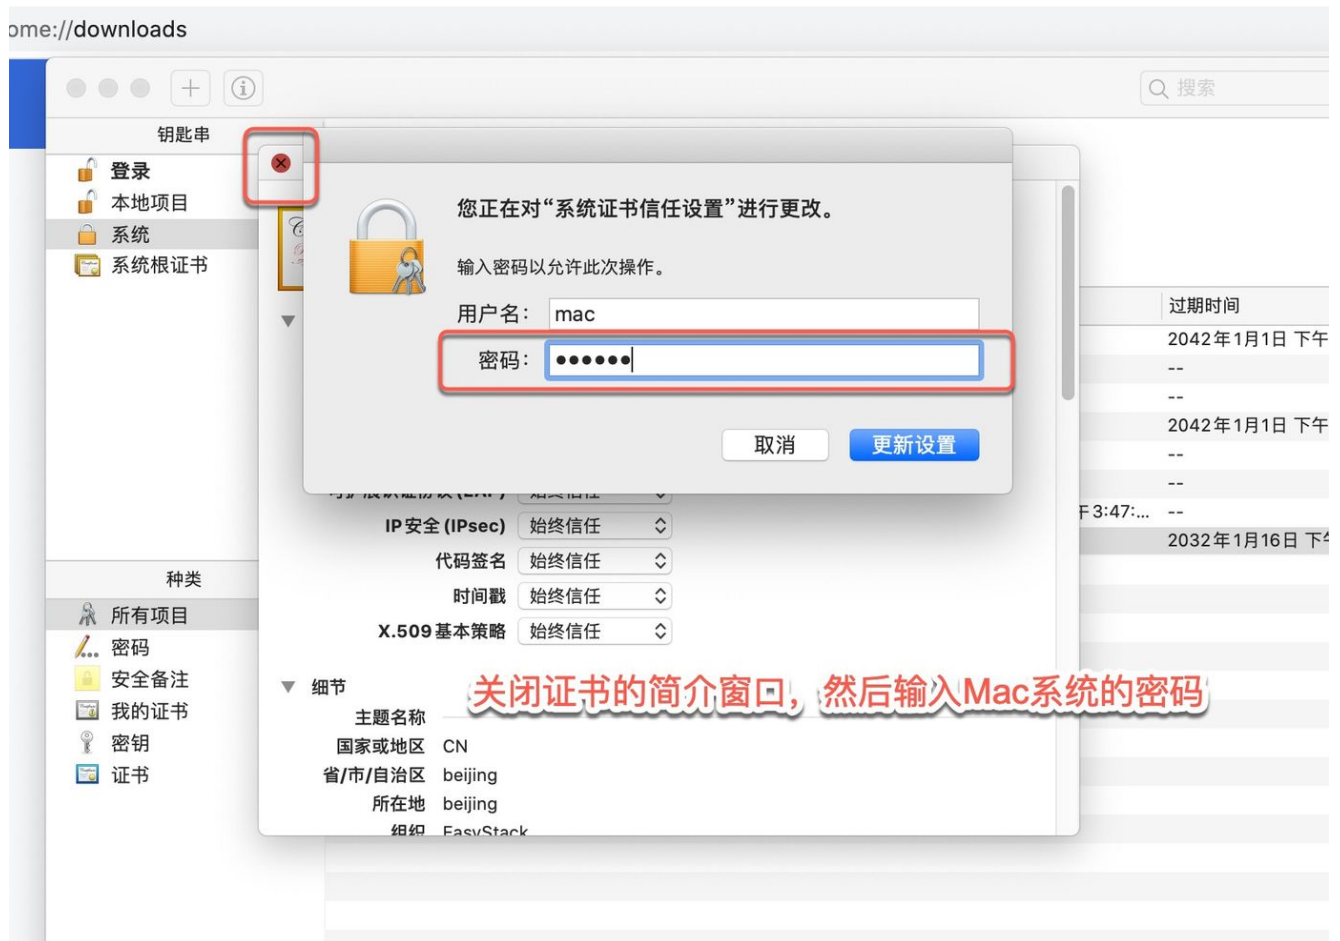 ome://downloads
搜索
钥匙串
登录
本地项目
系统
系统根证书
您正在对“系统证书信任设置”进行更改。
输入密码以允许此次操作。
用户名： mac
密码： ••••••
取消
更新设置
过期时间
2042年1月1日 下午
--
--
2042年1月1日 下午
--
--
午3:47:... --
2032年1月16日 下午
IP安全 (IPsec) 始终信任
代码签名 始终信任
时间戳 始终信任
X.509基本策略 始终信任
种类
所有项目
密码
安全备注
我的证书
密钥
证书
细节
关闭证书的简介窗口，然后输入Mac系统的密码
主题名称
国家或地区 CN
省/市/自治区 beijing
所在地 beijing
组织 EasyStack